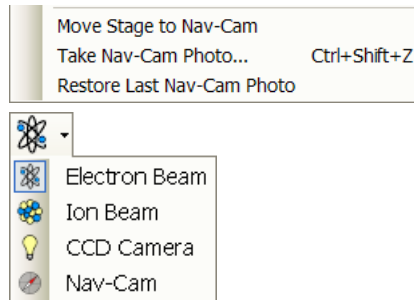 Move Stage to Nav-Cam
Take Nav-Cam Photo... Ctrl+Shift+Z
Restore Last Nav-Cam Photo
Electron Beam
Ion Beam
CCD Camera
Nav-Cam